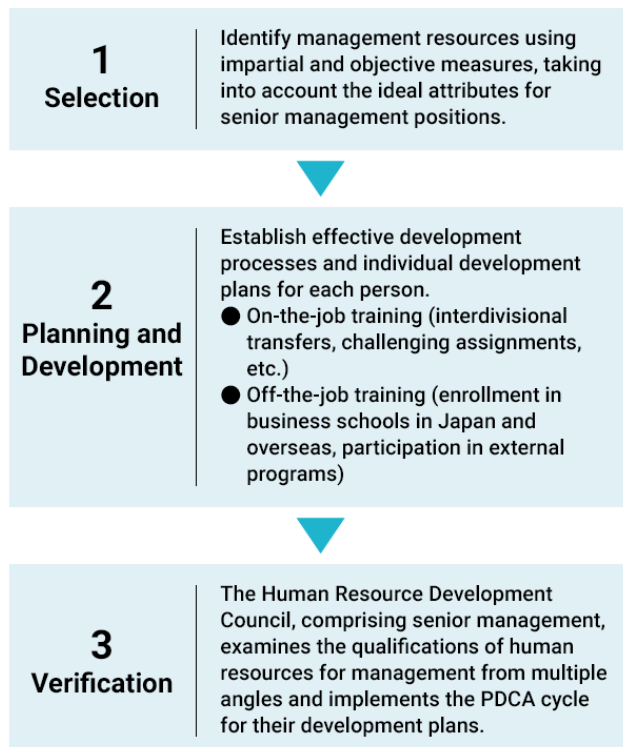 1
Selection
Identify management resources using
impartial and objective measures, taking
into account the ideal attributes for
senior management positions.
2
Planning and
Development
Establish effective development
processes and individual development
plans for each person.
● On-the-job training (interdivisional
transfers, challenging assignments,
etc.)
● Off-the-job training (enrollment in
business schools in Japan and
overseas, participation in external
programs)
3
Verification
The Human Resource Development
Council, comprising senior management,
examines the qualifications of human
resources for management from multiple
angles and implements the PDCA cycle
for their development plans.